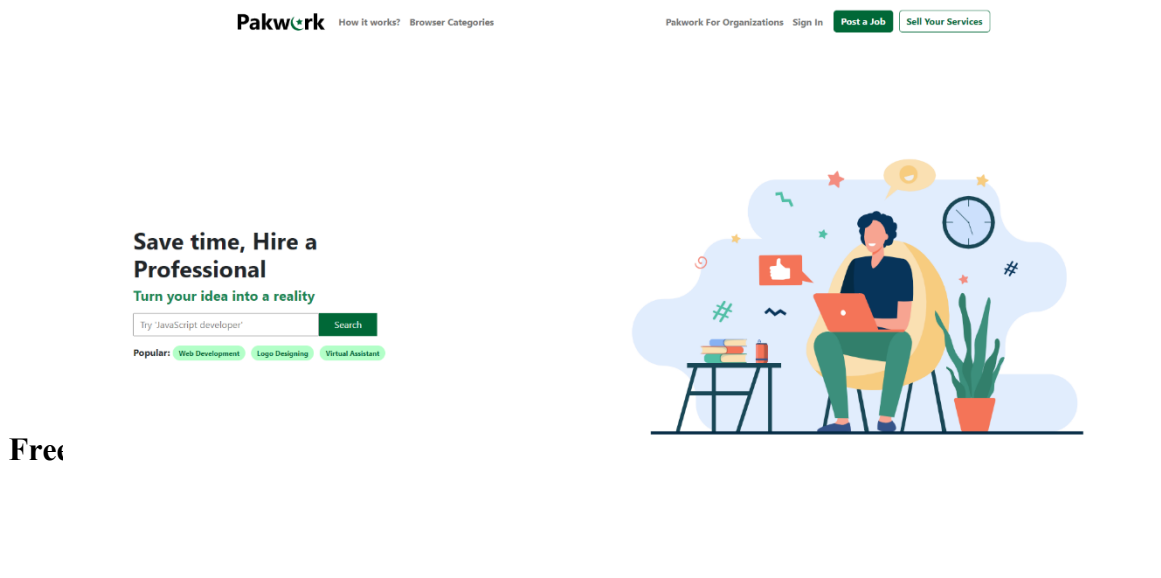 Pakwork How it works? Browser Categories Pakwork For Organizations Sign In Post a Job Sell Your Services
Save time, Hire a
Professional
Turn your idea into a reality
Try 'JavaScript developer' Search
Popular: Web Development Logo Designing Virtual Assistant
Free